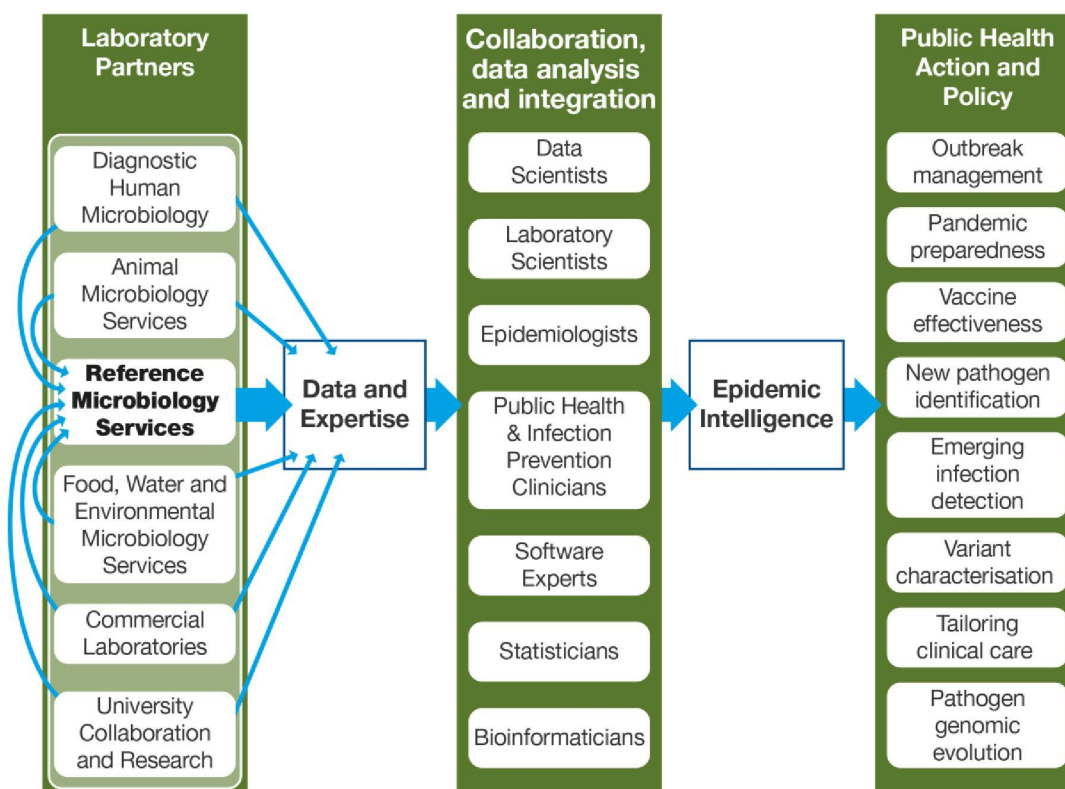 Laboratory
Partners
Diagnostic
Human
Microbiology
Animal
Microbiology
Services
Reference
Microbiology
Services
Food, Water and
Environmental
Microbiology
Services
Commercial
Laboratories
University
Collaboration
and Research
Data and
Expertise
Collaboration,
data analysis
and integration
Data
Scientists
Laboratory
Scientists
Epidemiologists
Public Health
& Infection
Prevention
Clinicians
Software
Experts
Statisticians
Bioinformaticians
Epidemic
Intelligence
Public Health
Action and
Policy
Outbreak
management
Pandemic
preparedness
Vaccine
effectiveness
New pathogen
identification
Emerging
infection
detection
Variant
characterisation
Tailoring
clinical care
Pathogen
genomic
evolution